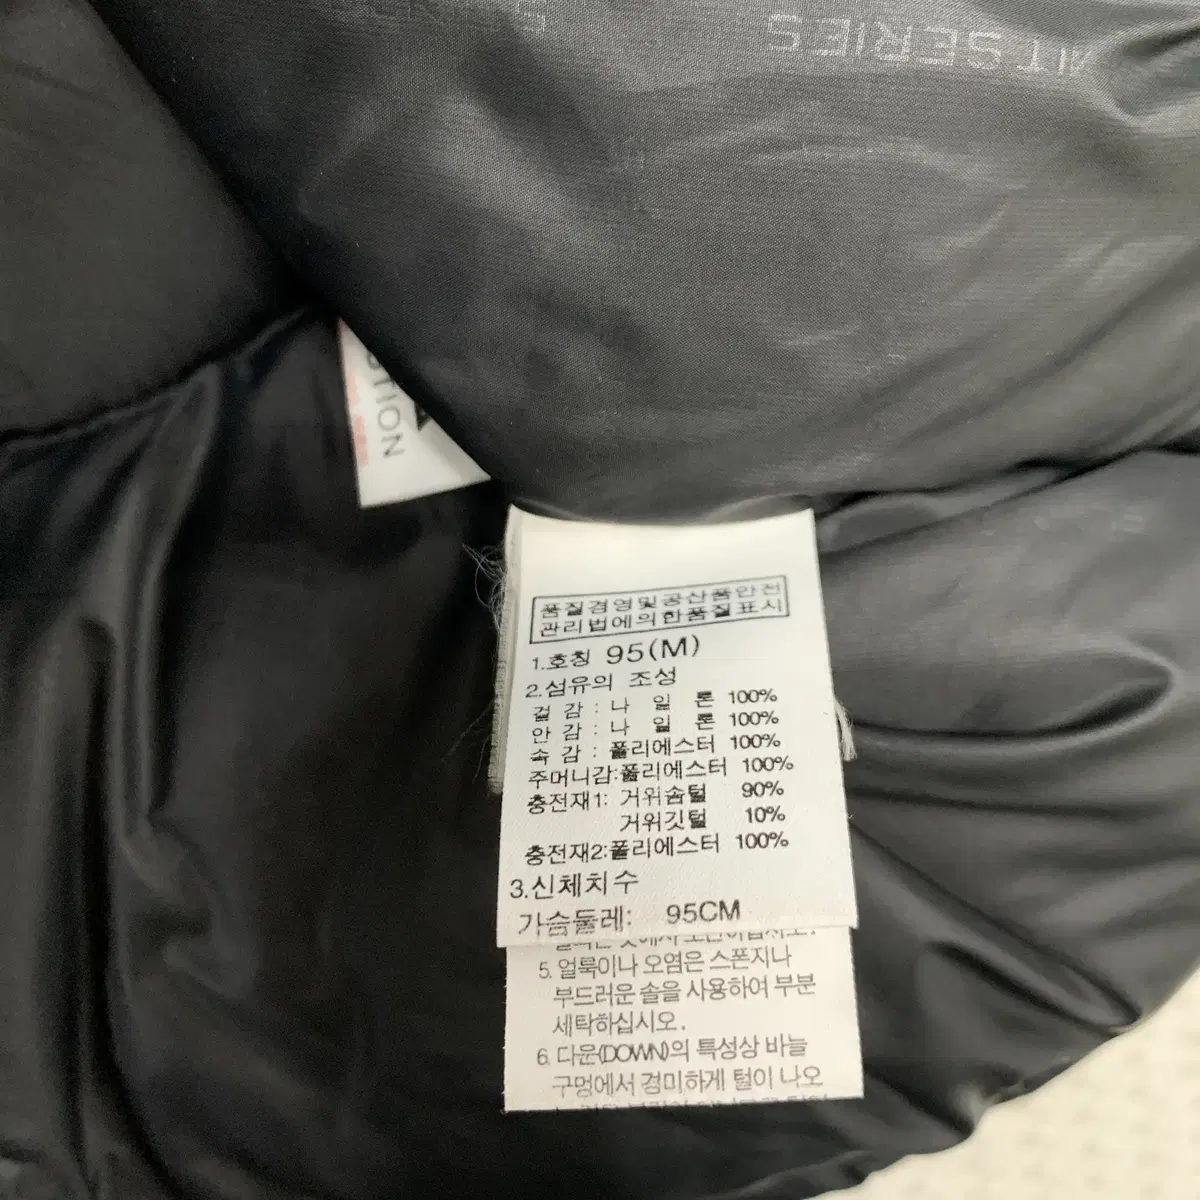 MIT SERIES
STION
품질경영및공산품안전
관리법에의한품질표시
1.호칭 95(M)
2.섬유의 조성
겉 감 : 나 일 론 100%
안 감 : 나 일 론 100%
속 감 : 폴리에스터 100%
주머니감:폴리에스터 100%
충전재1: 거위솜털 90%
거위깃털 10%
충전재2:폴리에스터 100%
3.신체치수
가슴둘레: 95CM
5. 얼룩이나 오염은 스폰지나
부드러운 솔을 사용하여 부분
세탁하십시오.
6. 다운(DOWN)의 특성상 바늘
구멍에서 경미하게 털이 나오